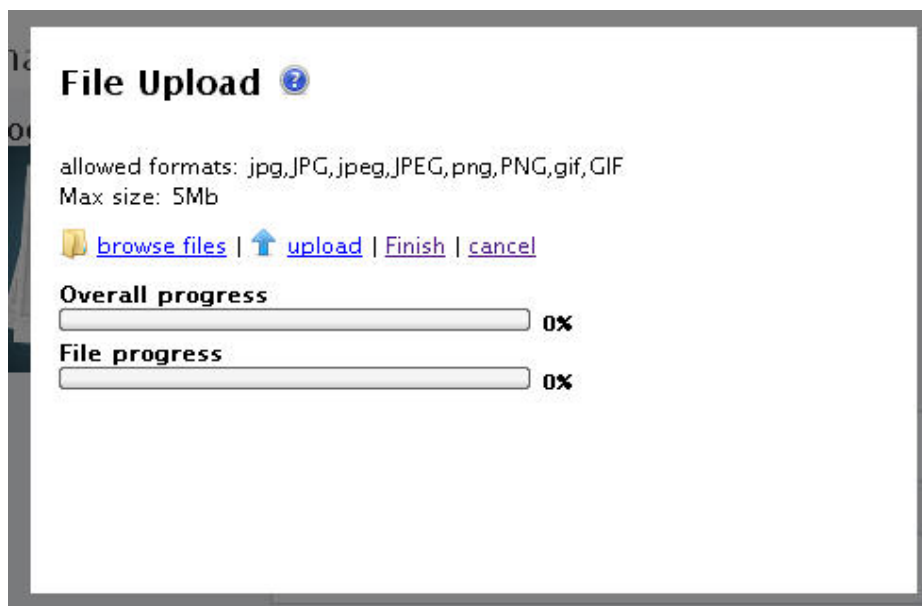 File Upload
allowed formats: jpg,JPG,jpeg,JPEG,png,PNG,gif,GIF
Max size: 5Mb
browse files | upload | Finish | cancel
Overall progress
0%
File progress
0%